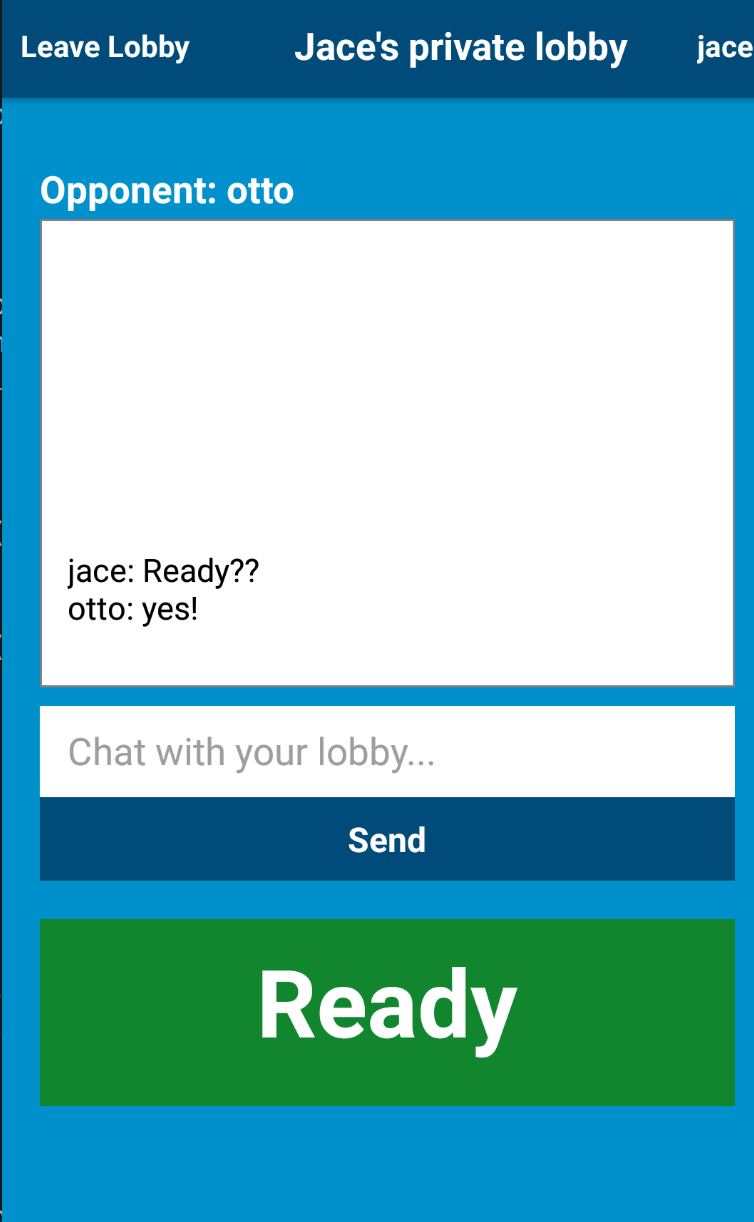 Leave Lobby
Jace's private lobby
jace
Opponent: otto
jace: Ready??
otto: yes!
Chat with your lobby...
Send
Ready